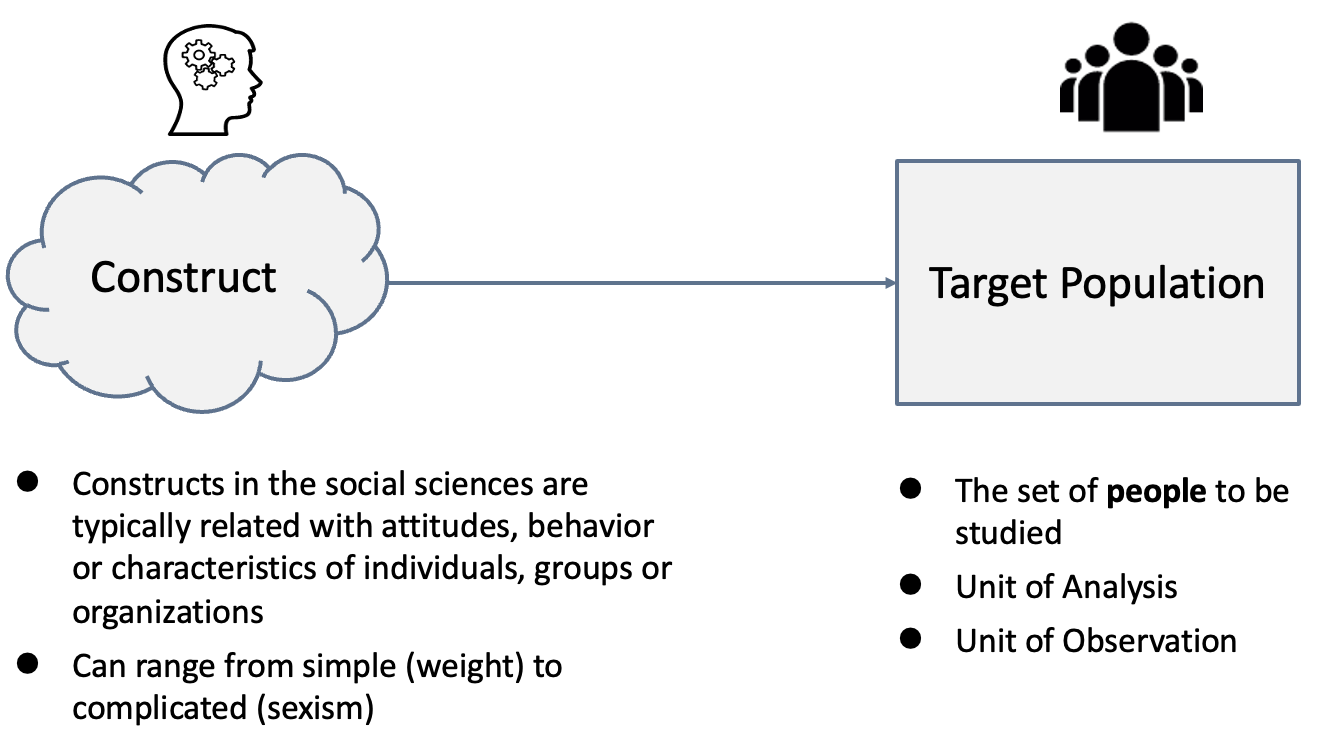 Construct
Target Population
● Constructs in the social sciences are
typically related with attitudes, behavior
or characteristics of individuals, groups or
organizations
● Can range from simple (weight) to
complicated (sexism)
● The set of people to be
studied
● Unit of Analysis
● Unit of Observation